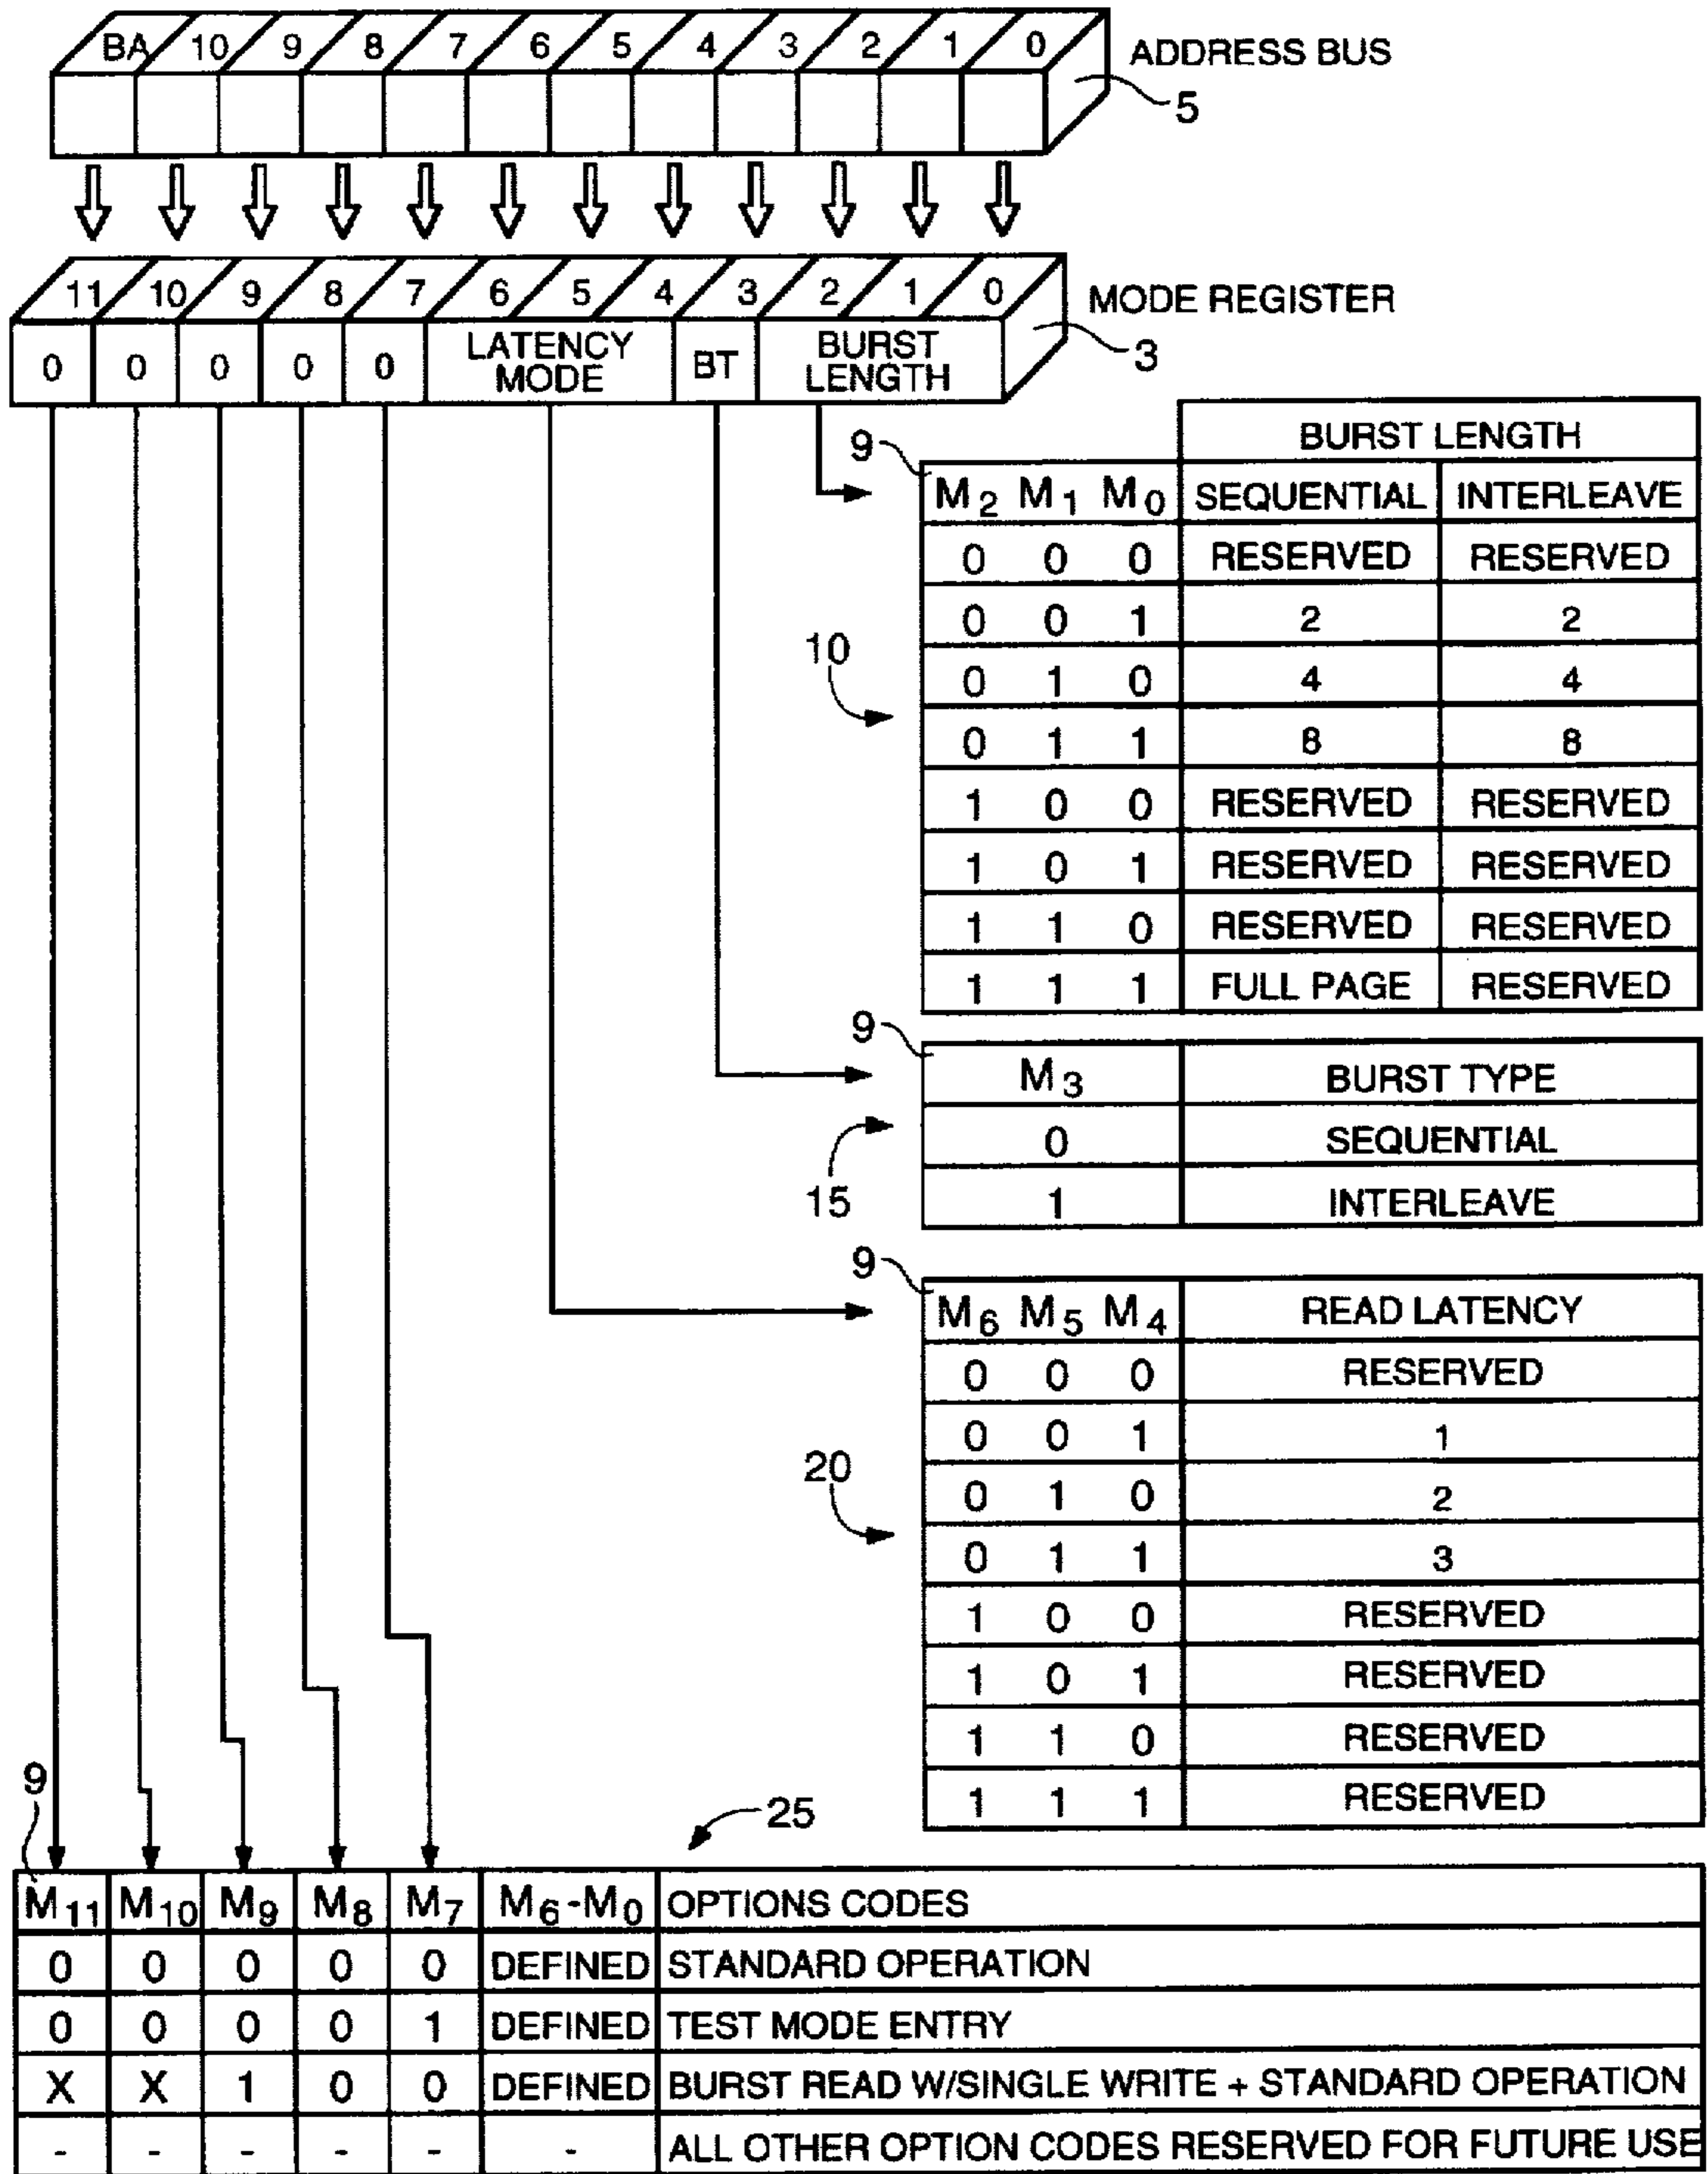 BA 10 9 8 7 6 5 4 3 2 1 0 ADDRESS BUS
5
11 10 9 8 7 6 5 4 3 2 1 0 MODE REGISTER
0 0 0 0 0 LATENCY MODE BT BURST LENGTH 3
BURST LENGTH
9
M2 M1 M0 SEQUENTIAL INTERLEAVE
0 0 0 RESERVED RESERVED
0 0 1 2 2
10
0 1 0 4 4
0 1 1 8 8
1 0 0 RESERVED RESERVED
1 0 1 RESERVED RESERVED
1 1 0 RESERVED RESERVED
1 1 1 FULL PAGE RESERVED
9
M3 BURST TYPE
0 SEQUENTIAL
15
1 INTERLEAVE
9
M6 M5 M4 READ LATENCY
0 0 0 RESERVED
0 0 1 1
20
0 1 0 2
0 1 1 3
1 0 0 RESERVED
1 0 1 RESERVED
1 1 0 RESERVED
1 1 1 RESERVED
9
25
M11 M10 M9 M8 M7 M6-M0 OPTIONS CODES
0 0 0 0 0 DEFINED STANDARD OPERATION
0 0 0 0 1 DEFINED TEST MODE ENTRY
X X 1 0 0 DEFINED BURST READ W/SINGLE WRITE + STANDARD OPERATION
- - - - - - ALL OTHER OPTION CODES RESERVED FOR FUTURE USE